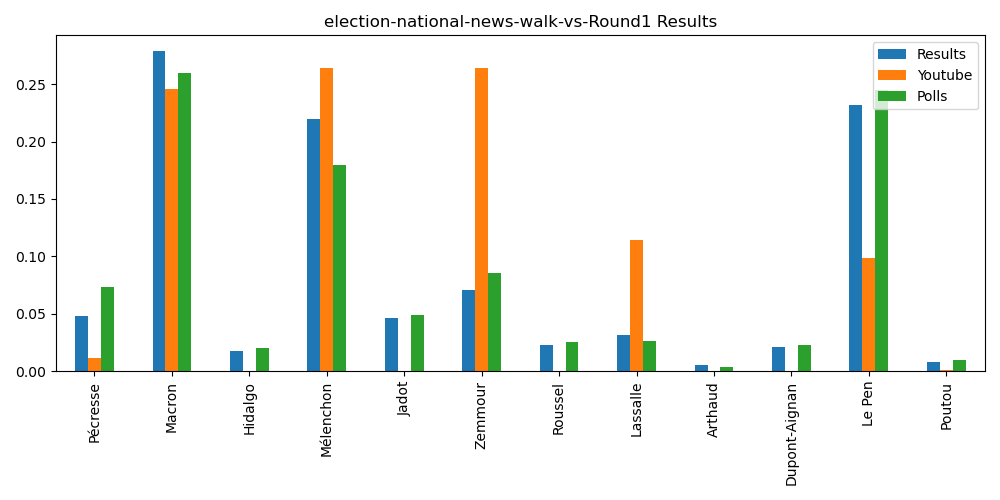 election-national-news-walk-vs-Round1 Results
Results
Youtube
Polls
0.25
0.20
0.15
0.10
0.05
0.00
Pécresse
Macron
Hidalgo
Mélenchon
Jadot
Zemmour
Roussel
Lassalle
Arthaud
Dupont-Aignan
Le Pen
Poutou